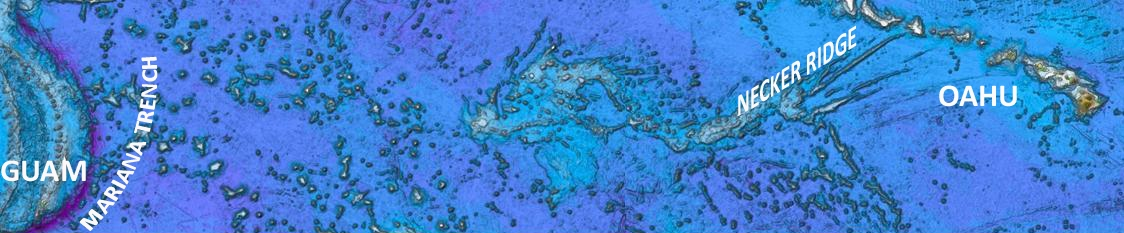 GUAM
MARIANA TRENCH
NECKER RIDGE
OAHU